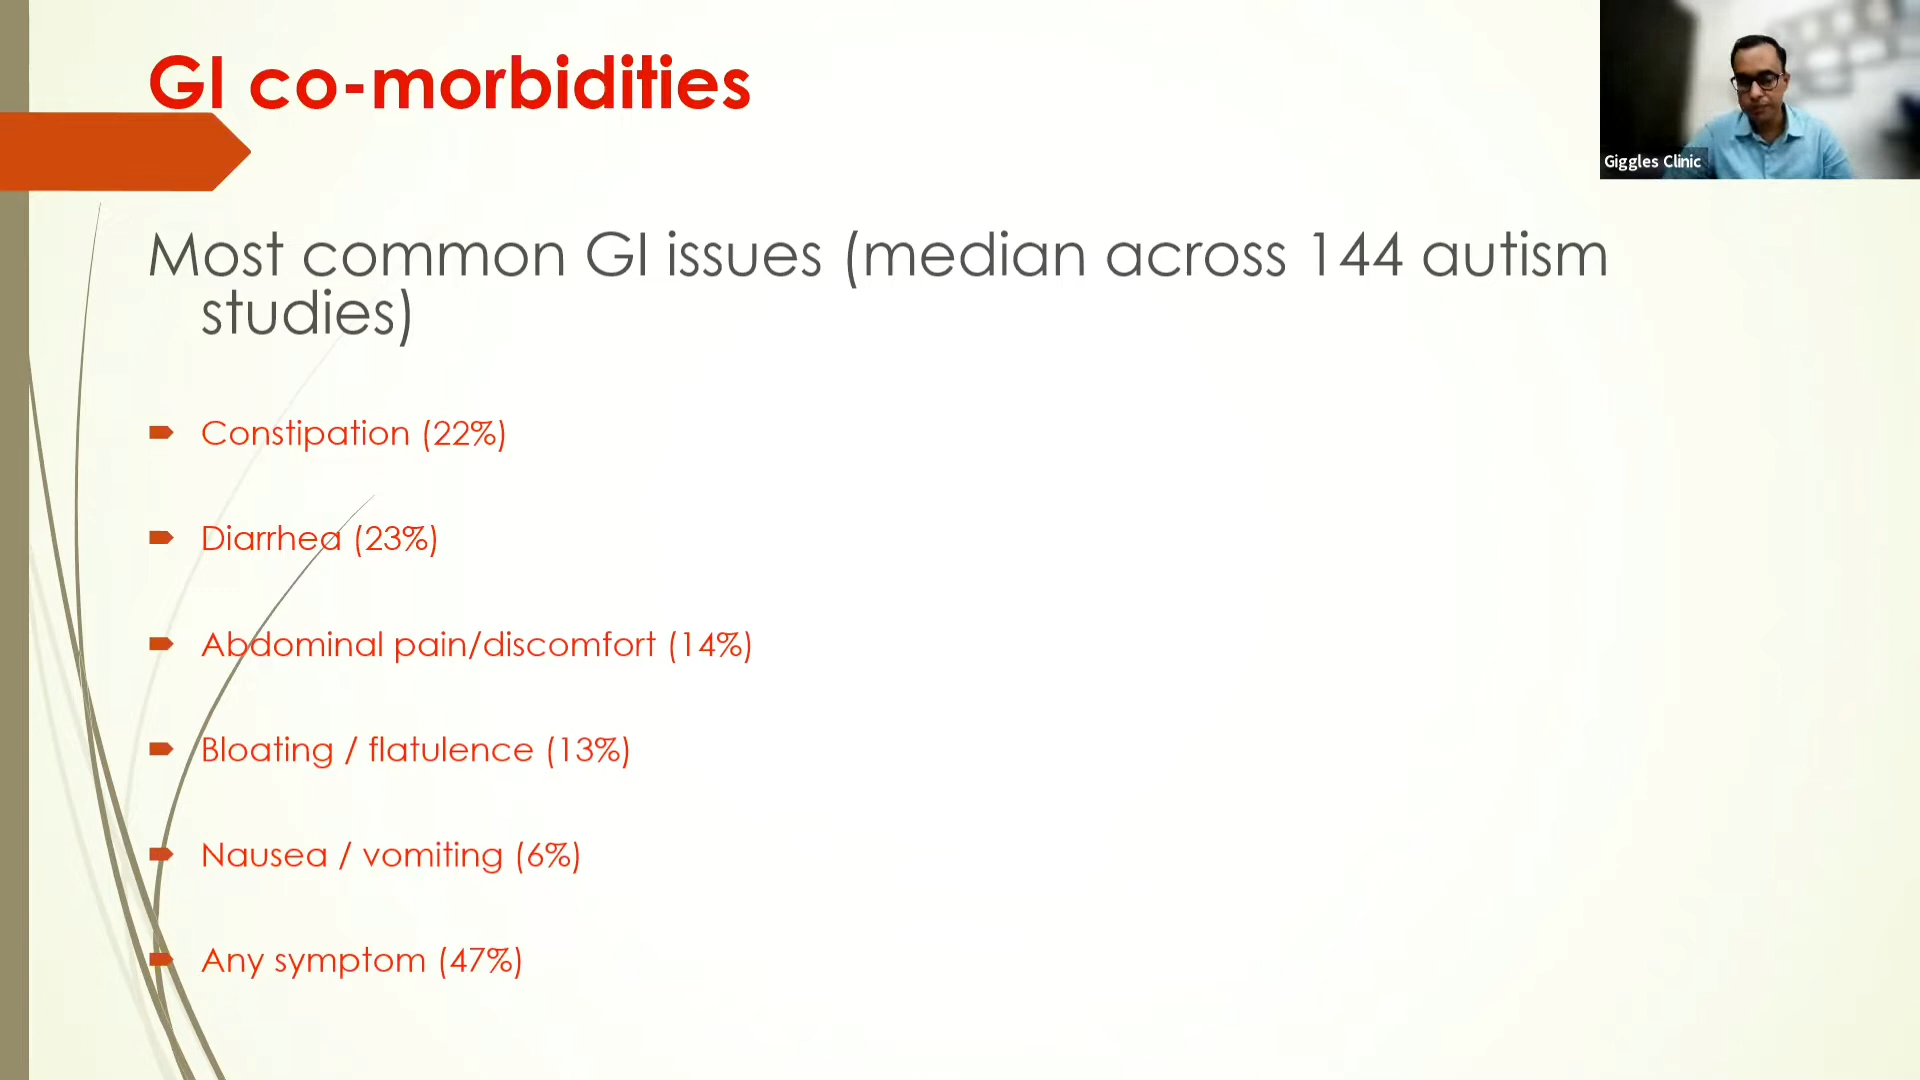 GI co-morbidities
Giggles Clinic
Most common GI issues (median across 144 autism
studies)
Constipation (22%)
Diarrhea (23%)
Abdominal pain/discomfort (14%)
Bloating / flatulence (13%)
Nausea / vomiting (6%)
Any symptom (47%)